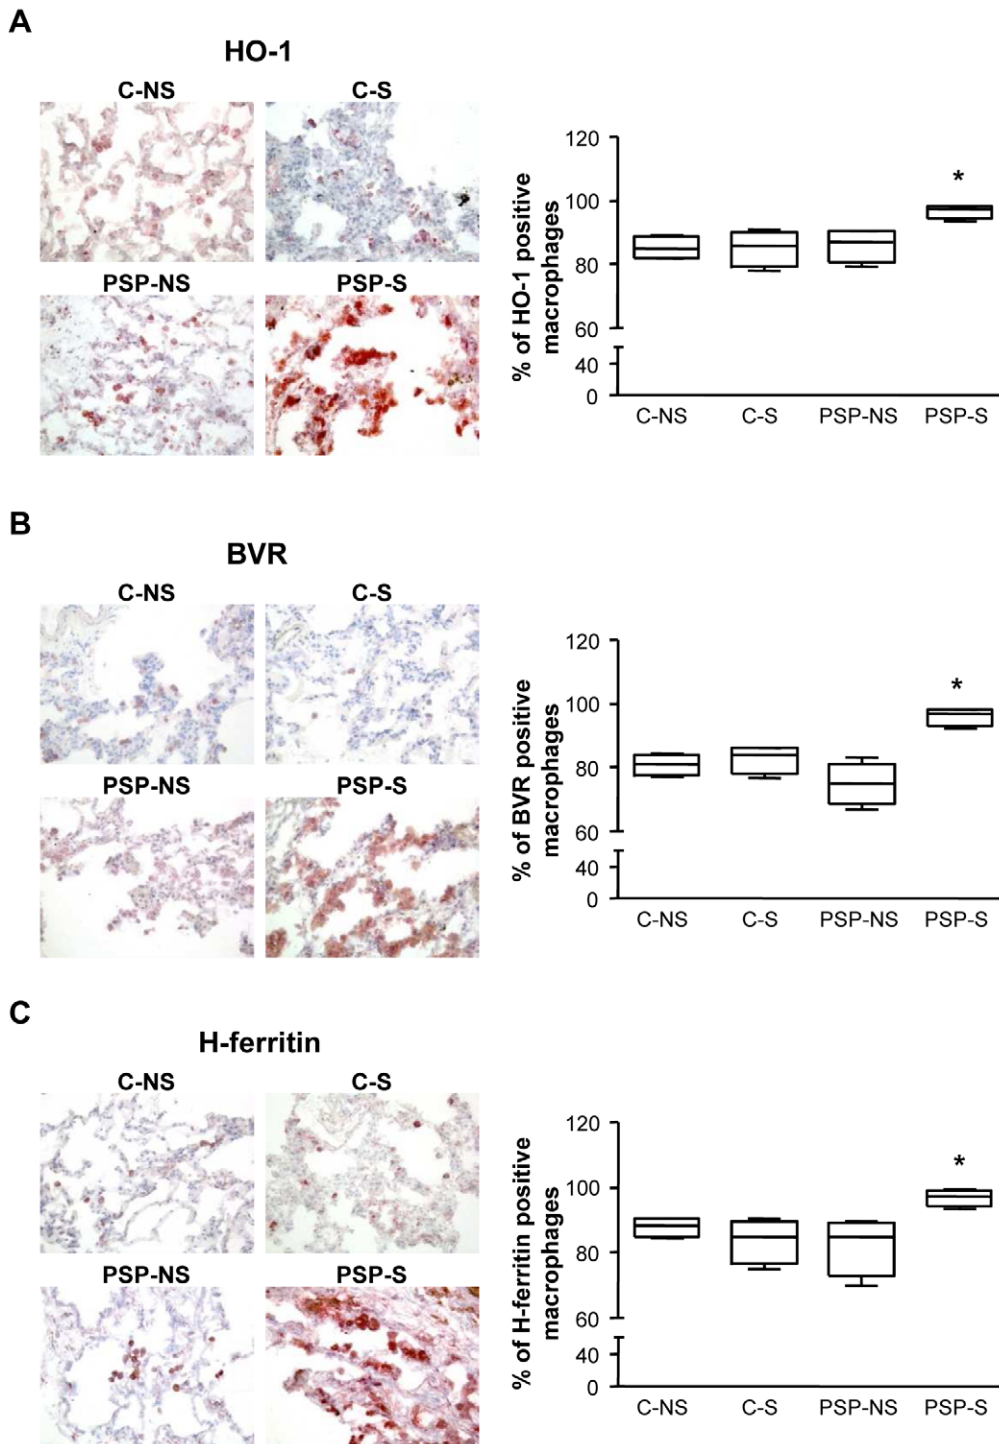 A
HO-1
C-NS
C-S
PSP-NS
PSP-S
% of HO-1 positive
macrophages
120
100
80
60
40
0
C-NS
C-S
PSP-NS
PSP-S
*
B
BVR
C-NS
C-S
PSP-NS
PSP-S
% of BVR positive
macrophages
120
100
80
60
40
0
C-NS
C-S
PSP-NS
PSP-S
*
C
H-ferritin
C-NS
C-S
PSP-NS
PSP-S
% of H-ferritin positive
macrophages
120
100
80
60
40
0
C-NS
C-S
PSP-NS
PSP-S
*